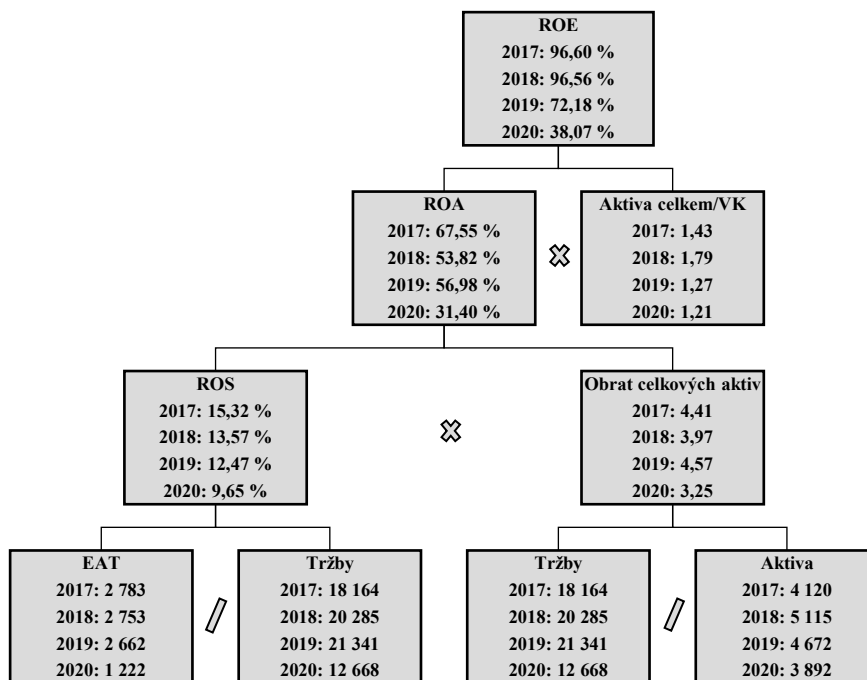 ROE
2017: 96,60 %
2018: 96,56 %
2019: 72,18 %
2020: 38,07 %
ROA
2017: 67,55 %
2018: 53,82 %
2019: 56,98 %
2020: 31,40 %
Aktiva celkem/VK
2017: 1,43
2018: 1,79
2019: 1,27
2020: 1,21
ROS
2017: 15,32 %
2018: 13,57 %
2019: 12,47 %
2020: 9,65 %
Obrat celkových aktiv
2017: 4,41
2018: 3,97
2019: 4,57
2020: 3,25
EAT
2017: 2 783
2018: 2 753
2019: 2 662
2020: 1 222
Tržby
2017: 18 164
2018: 20 285
2019: 21 341
2020: 12 668
Tržby
2017: 18 164
2018: 20 285
2019: 21 341
2020: 12 668
Aktiva
2017: 4 120
2018: 5 115
2019: 4 672
2020: 3 892